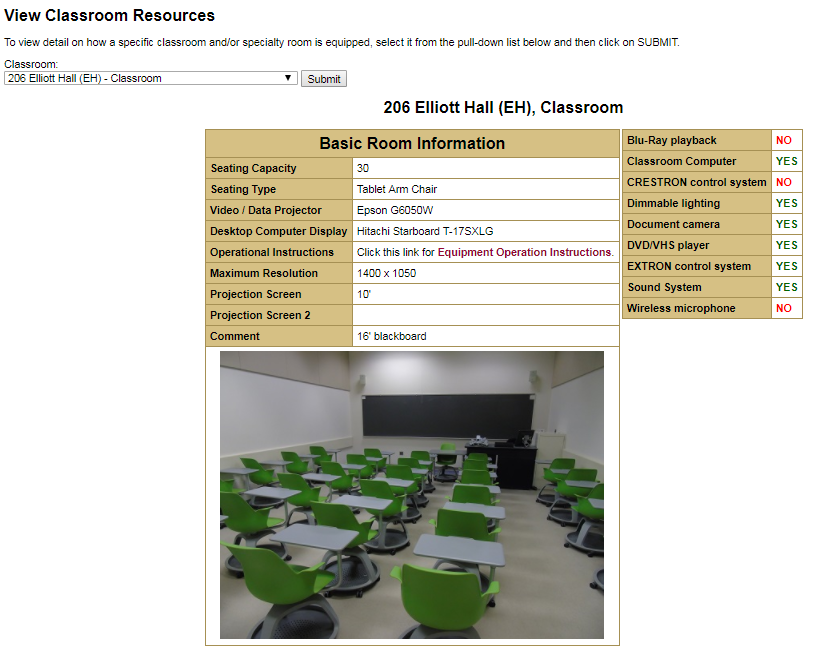 View Classroom Resources
To view detail on how a specific classroom and/or specialty room is equipped, select it from the pull-down list below and then click on SUBMIT.
Classroom:
206 Elliott Hall (EH) - Classroom Submit
206 Elliott Hall (EH), Classroom
Basic Room Information
Seating Capacity 30
Seating Type Tablet Arm Chair
Video / Data Projector Epson G6050W
Desktop Computer Display Hitachi Starboard T-17SXLG
Operational Instructions Click this link for Equipment Operation Instructions.
Maximum Resolution 1400 x 1050
Projection Screen 10'
Projection Screen 2
Comment 16' blackboard
Blu-Ray playback NO
Classroom Computer YES
CRESTRON control system NO
Dimmable lighting YES
Document camera YES
DVD/VHS player YES
EXTRON control system YES
Sound System YES
Wireless microphone NO